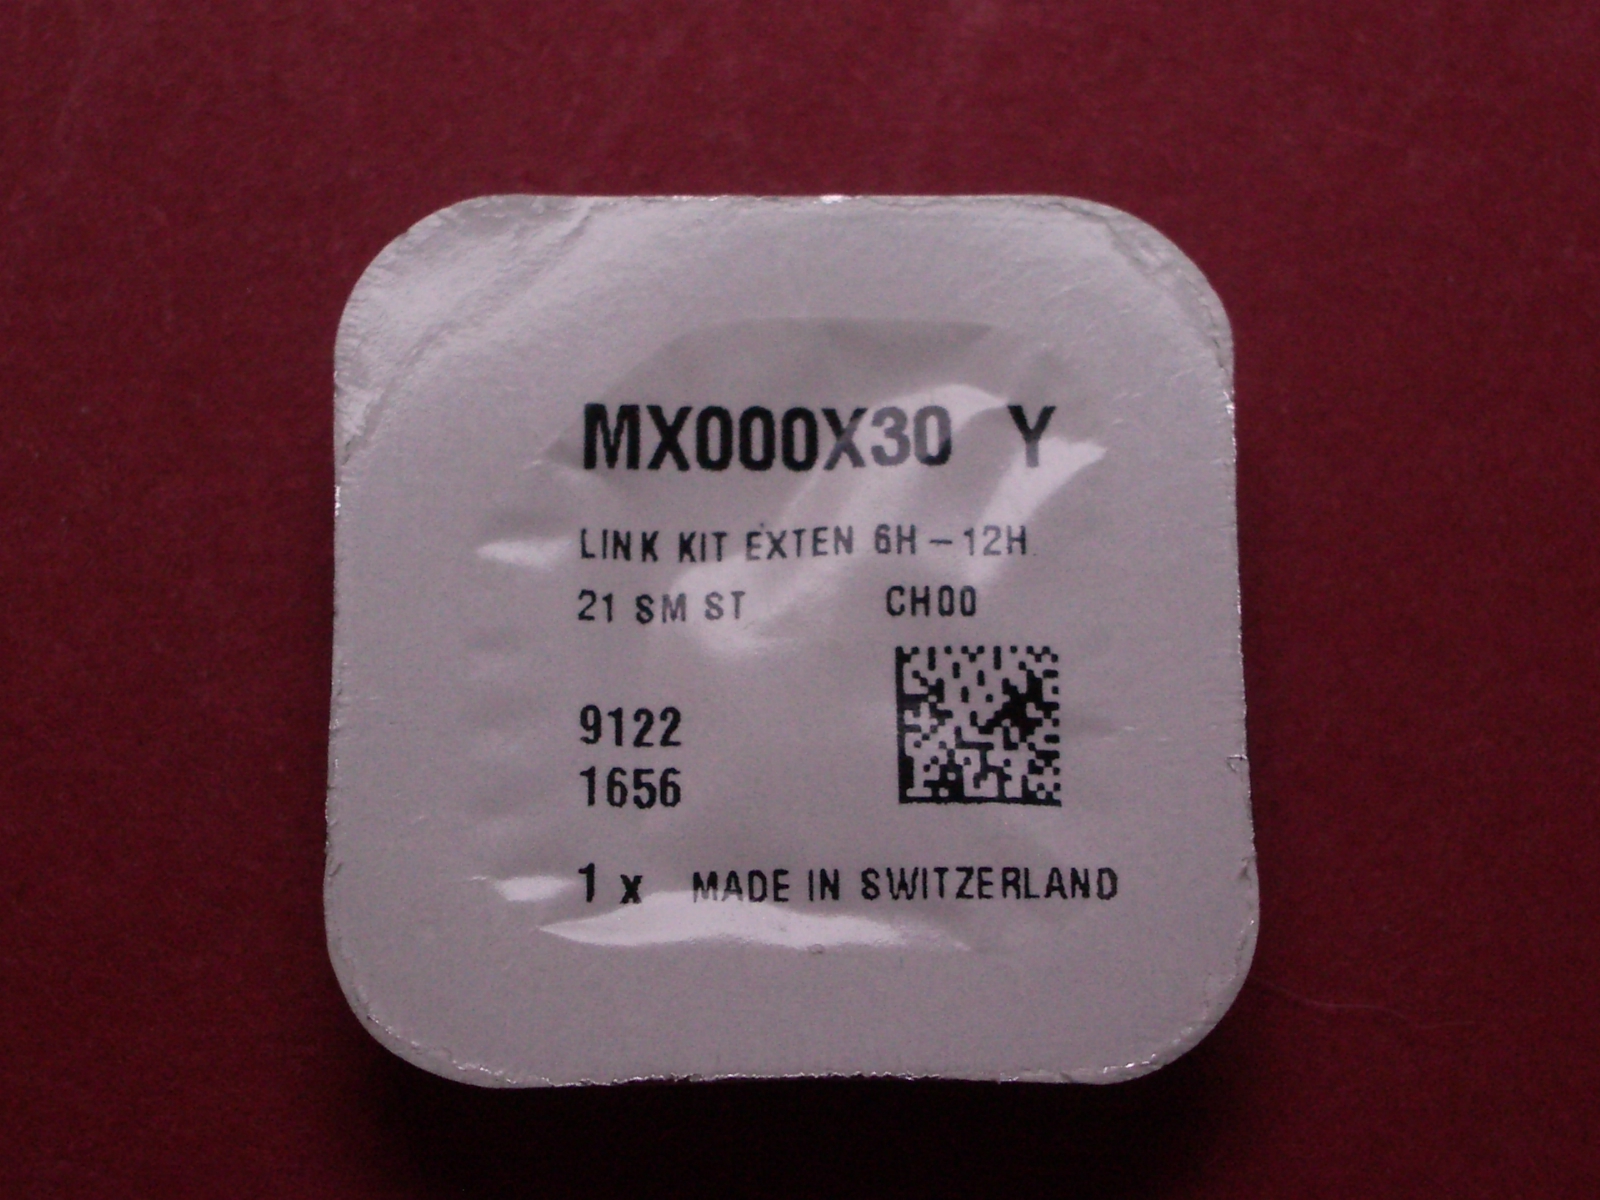 MX000X30 Y
LINK KIT EXTEN 6H-12H
21 SM ST CH00
9122
1656
1 x MADE IN SWITZERLAND